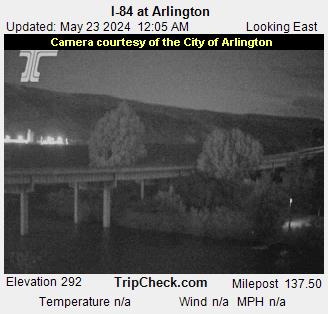 I-84 at Arlington
Updated: May 23 2024 12:05 AM Looking East
Camera courtesy of the City of Arlington
Elevation 292 TripCheck.com Milepost 137.50
Temperature n/a Wind n/a MPH n/a